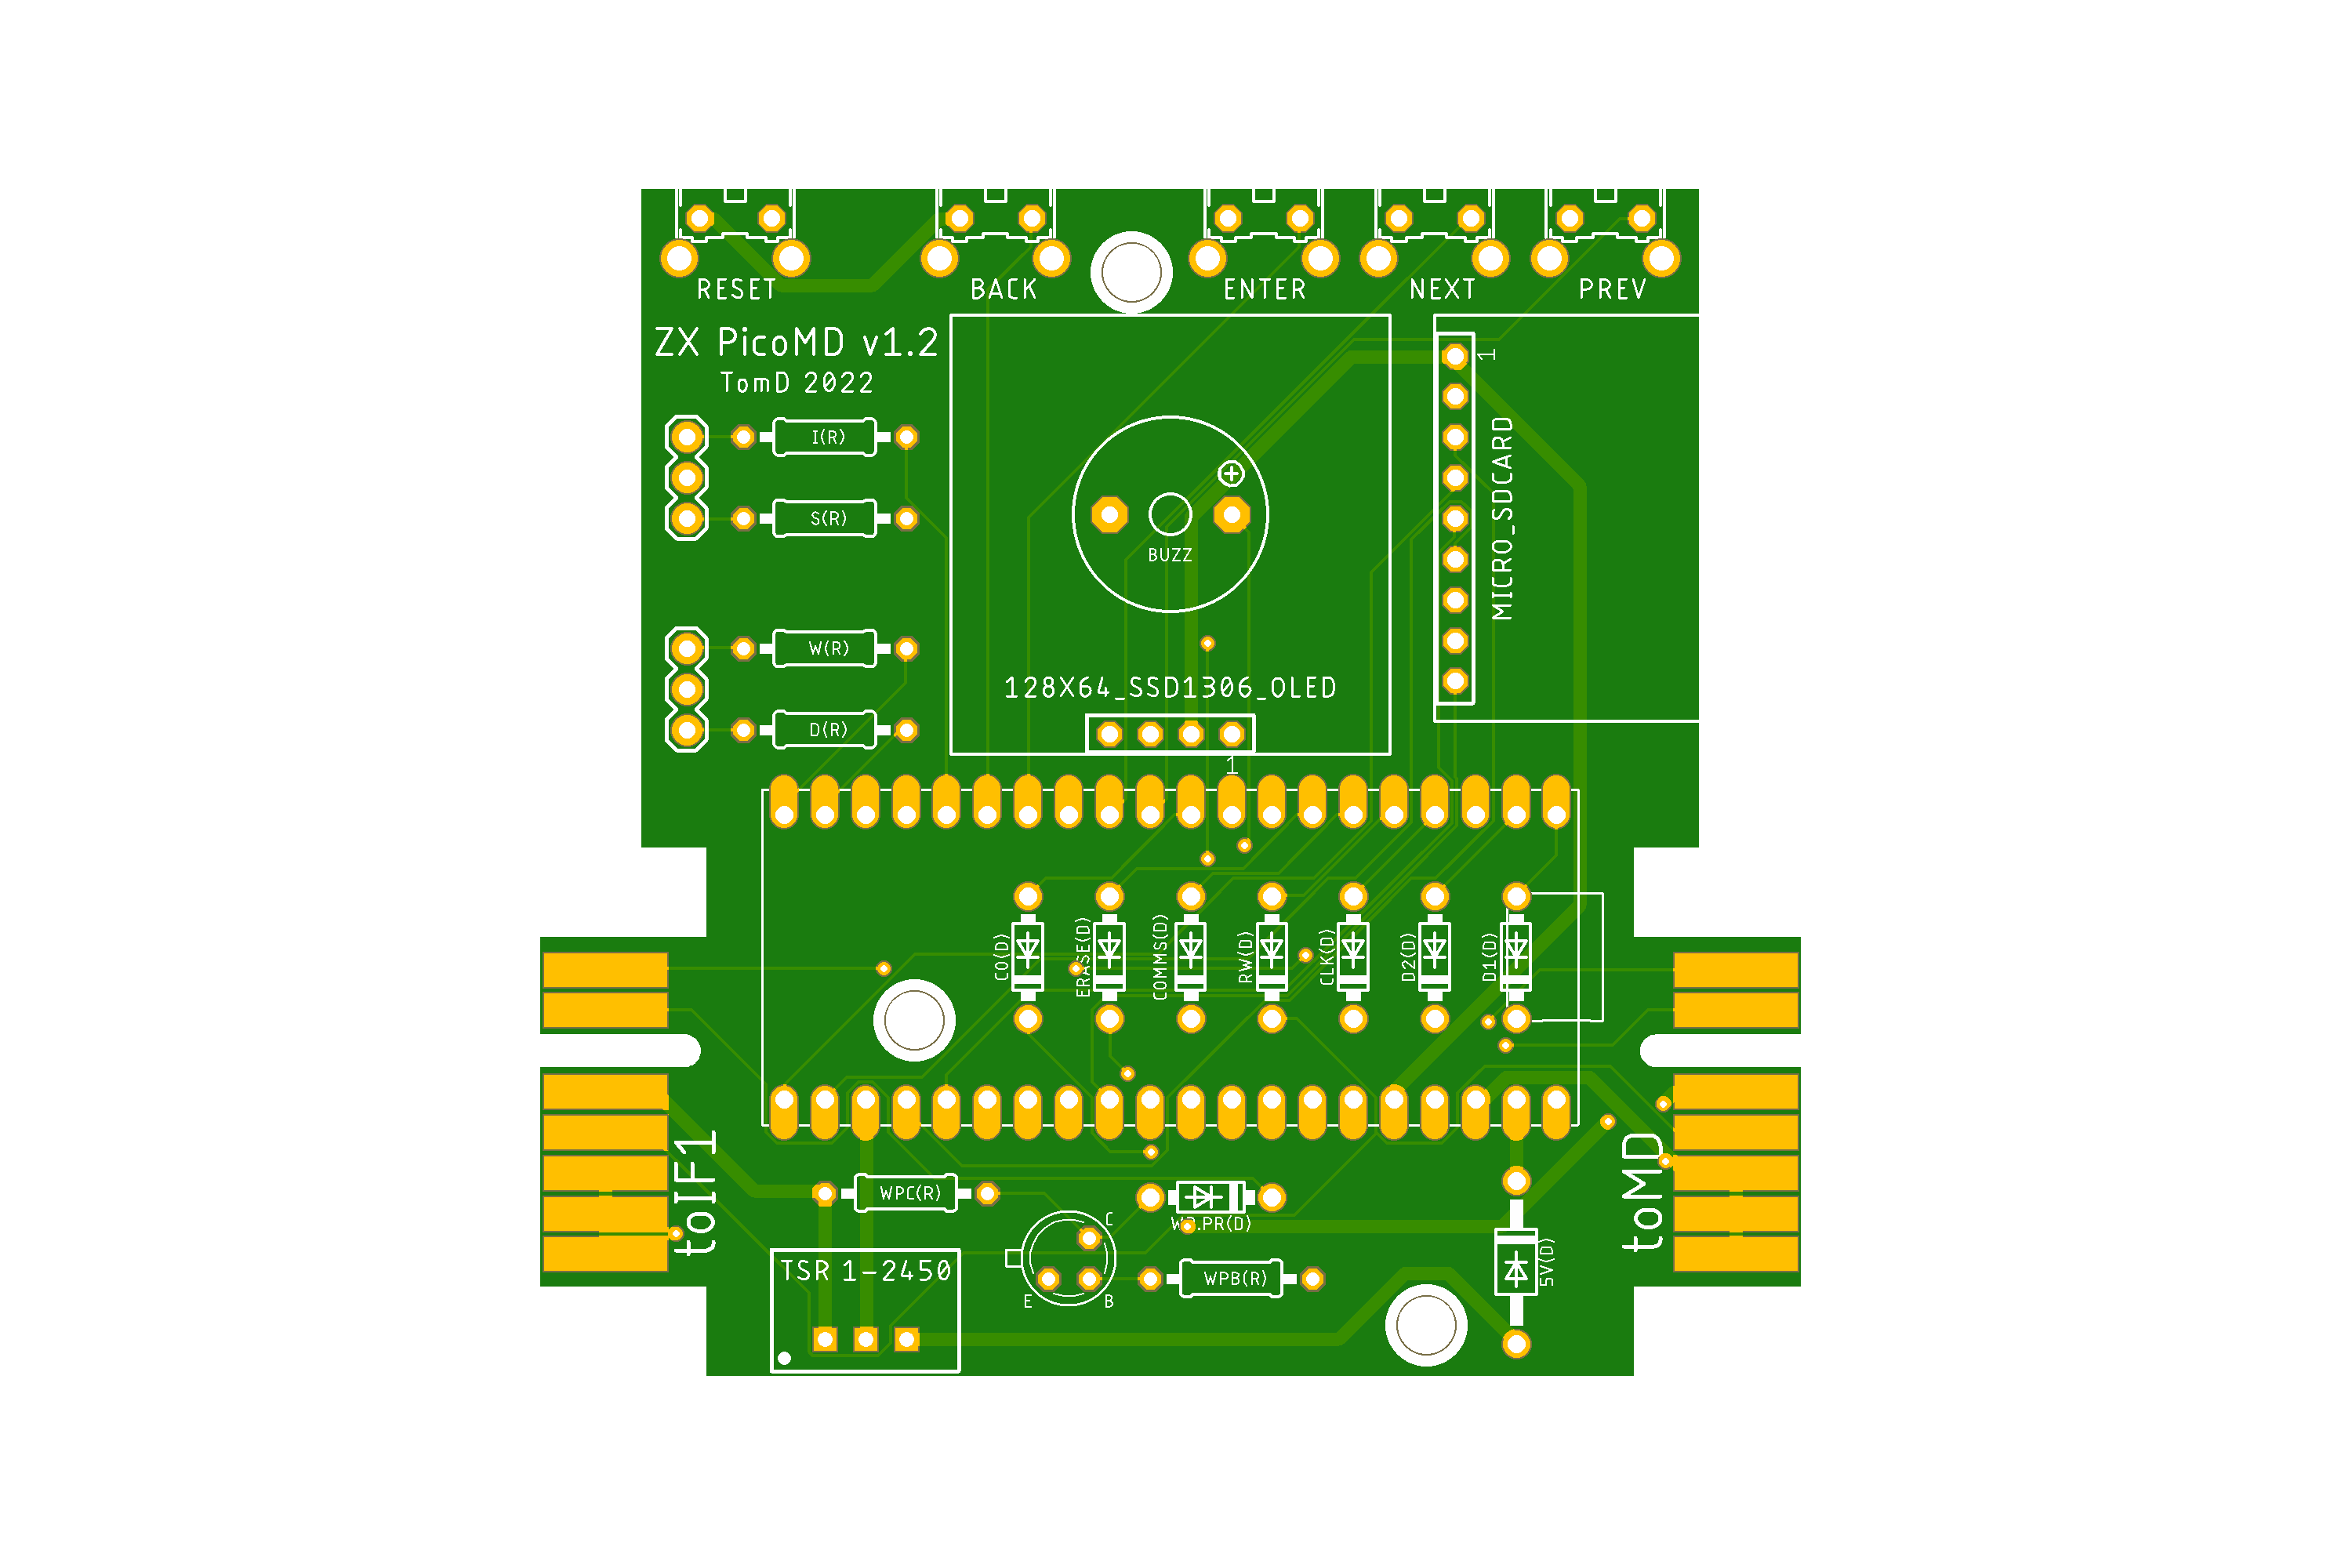 RESET
BACK
ENTER
NEXT
PREV
ZX PicoMD v1.2
TomD 2022
1
I(R)
S(R)
MICRO_SDCARD
BUZZ
W(R)
128X64_SSD1306_OLED
D(R)
1
CO(D)
ERASE(D)
COMMS(D)
RW(D)
CLK(D)
D2(D)
D1(D)
toIF1
toMD
WPC(R)
C
WP.PR(D)
TSR 1-2450
WPB(R)
5V(D)
E
B